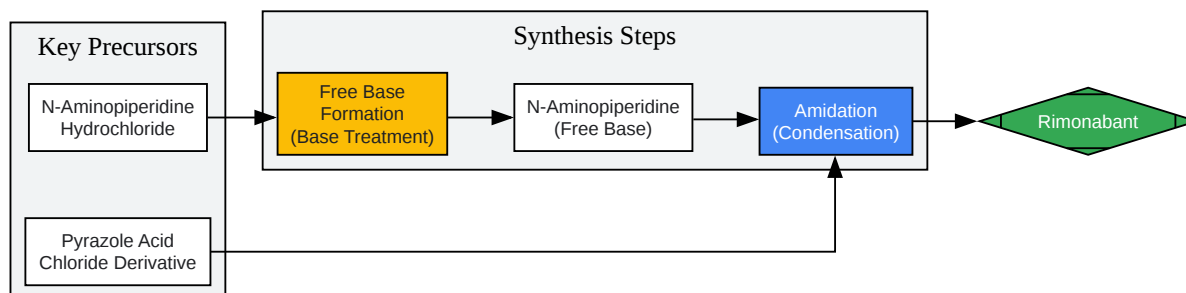 Key Precursors
N-Aminopiperidine
Hydrochloride
Pyrazole Acid
Chloride Derivative
Synthesis Steps
Free Base
Formation
(Base Treatment)
N-Aminopiperidine
(Free Base)
Amidation
(Condensation)
Rimonabant